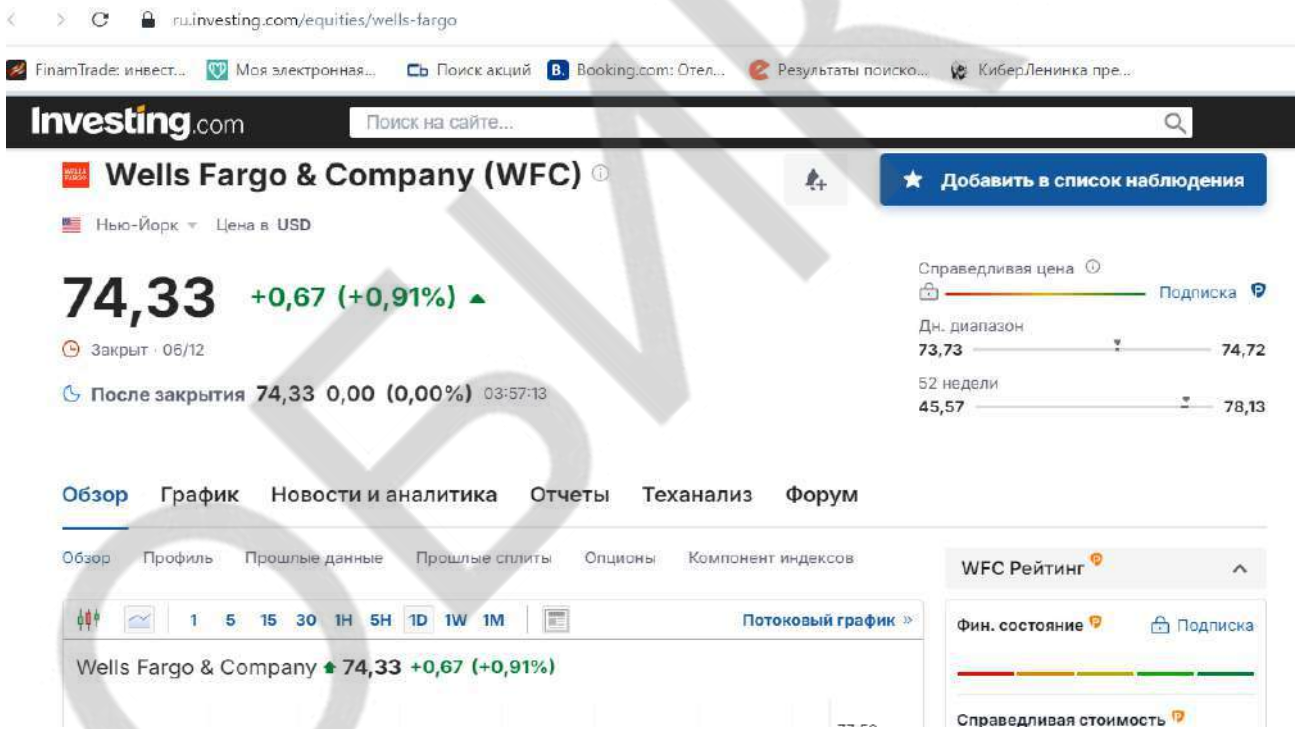 ru.investing.com/equities/wells-fargo
FinamTrade: инвест... Моя электронная... Сь Поиск акций B. Booking.com: Отел... Результаты поиско... КиберЛенинка пре...
Investing.com Поиск на сайте...
WELLS FARGO Wells Fargo & Company (WFC) Добавить в список наблюдения
Нью-Йорк Цена в USD
74,33 +0,67 (+0,91%)
Справедливая цена
Подписка
Закрыт · 06/12
Дн. диапазон
73,73 74,72
После закрытия 74,33 0,00 (0,00%) 03:57:13
52 недели
45,57 78,13
Обзор График Новости и аналитика Отчеты Теханализ Форум
Обзор Профиль Прошлые данные Прошлые сплиты Опционы Компонент индексов
WFC Рейтинг
1 5 15 30 1H 5H 1D 1W 1M Потоковый график »
Фин. состояние Подписка
Wells Fargo & Company 74,33 +0,67 (+0,91%)
Справедливая стоимость
ОБИК